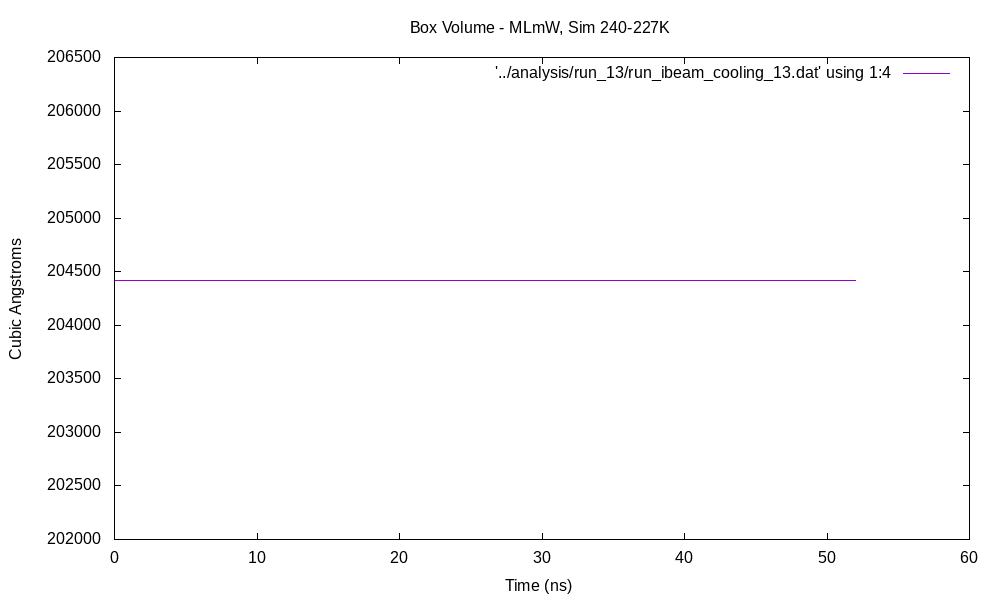 Box Volume - MLmW, Sim 240-227K
'../analysis/run_13/run_ibeam_cooling_13.dat' using 1:4
206500
206000
205500
205000
204500
204000
203500
203000
202500
202000
Cubic Angstroms
0 10 20 30 40 50 60
Time (ns)